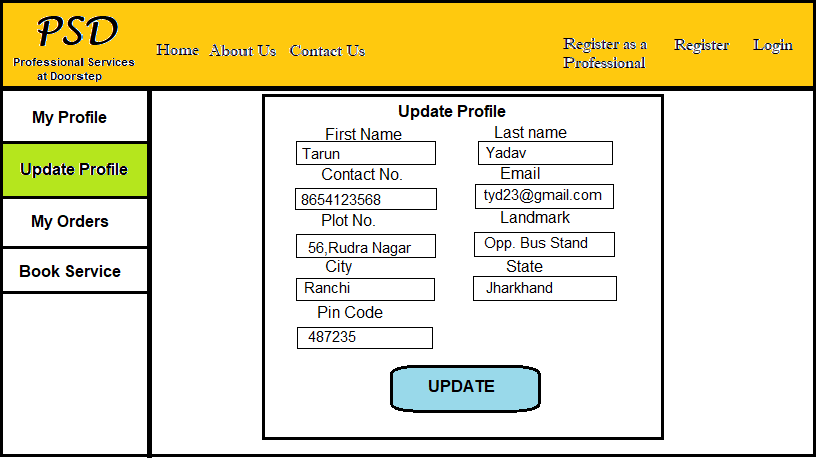 PSD
Professional Services
at Doorstep
Home About Us Contact Us
Register as a
Professional
Register
Login
My Profile
Update Profile
My Orders
Book Service
Update Profile
First Name Last name
Tarun Yadav
Contact No. Email
8654123568 tyd23@gmail.com
Plot No. Landmark
56,Rudra Nagar Opp. Bus Stand
City State
Ranchi Jharkhand
Pin Code
487235
UPDATE